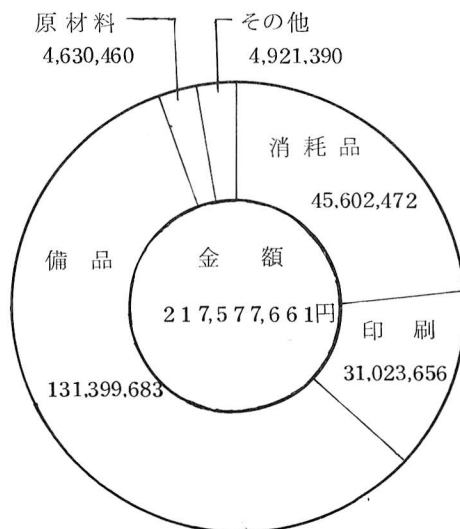 原材料
4,630,460
その他
4,921,390
消耗品
45,602,472
備品
131,399,683
金額
217,577,661円
印刷
31,023,656